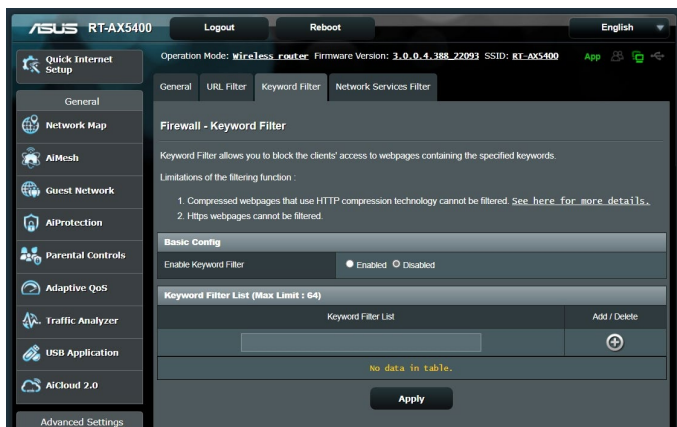 ASUS RT-AX5400 Logout Reboot English
Quick Internet Setup
Operation Mode: Wireless router Firmware Version: 3.0.0.4.388_22093 SSID: RT-AX5400 App
General URL Filter Keyword Filter Network Services Filter
General
Network Map
AiMesh
Guest Network
AiProtection
Parental Controls
Adaptive QoS
Traffic Analyzer
USB Application
AiCloud 2.0
Advanced Settings
Firewall - Keyword Filter
Keyword Filter allows you to block the clients' access to webpages containing the specified keywords.
Limitations of the filtering function :
1. Compressed webpages that use HTTP compression technology cannot be filtered. See here for more details.
2. Https webpages cannot be filtered.
Basic Config
Enable Keyword Filter Enabled Disabled
Keyword Filter List (Max Limit : 64)
Keyword Filter List Add / Delete
No data in table.
Apply